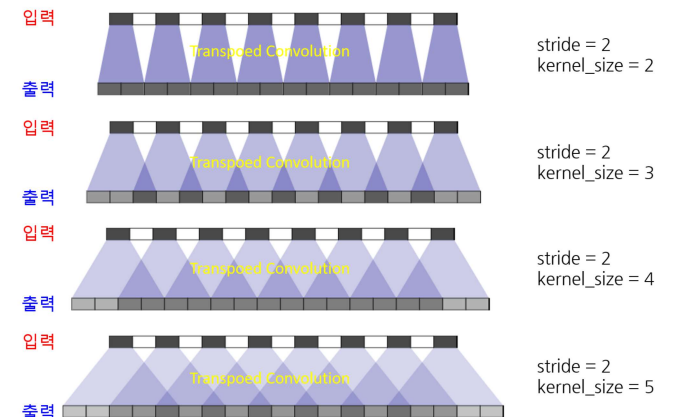 입력
Transpoed Convolution
출력
stride = 2
kernel_size = 2
입력
Transpoed Convolution
출력
stride = 2
kernel_size = 3
입력
Transpoed Convolution
출력
stride = 2
kernel_size = 4
입력
Transpoed Convolution
출력
stride = 2
kernel_size = 5